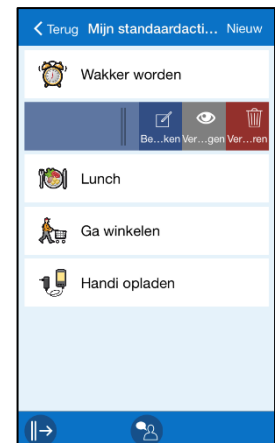 Terug Mijn standaardacti... Nieuw
Wakker worden
Be...ken Ver...gen Ver...ren
Lunch
Ga winkelen
Handi opladen